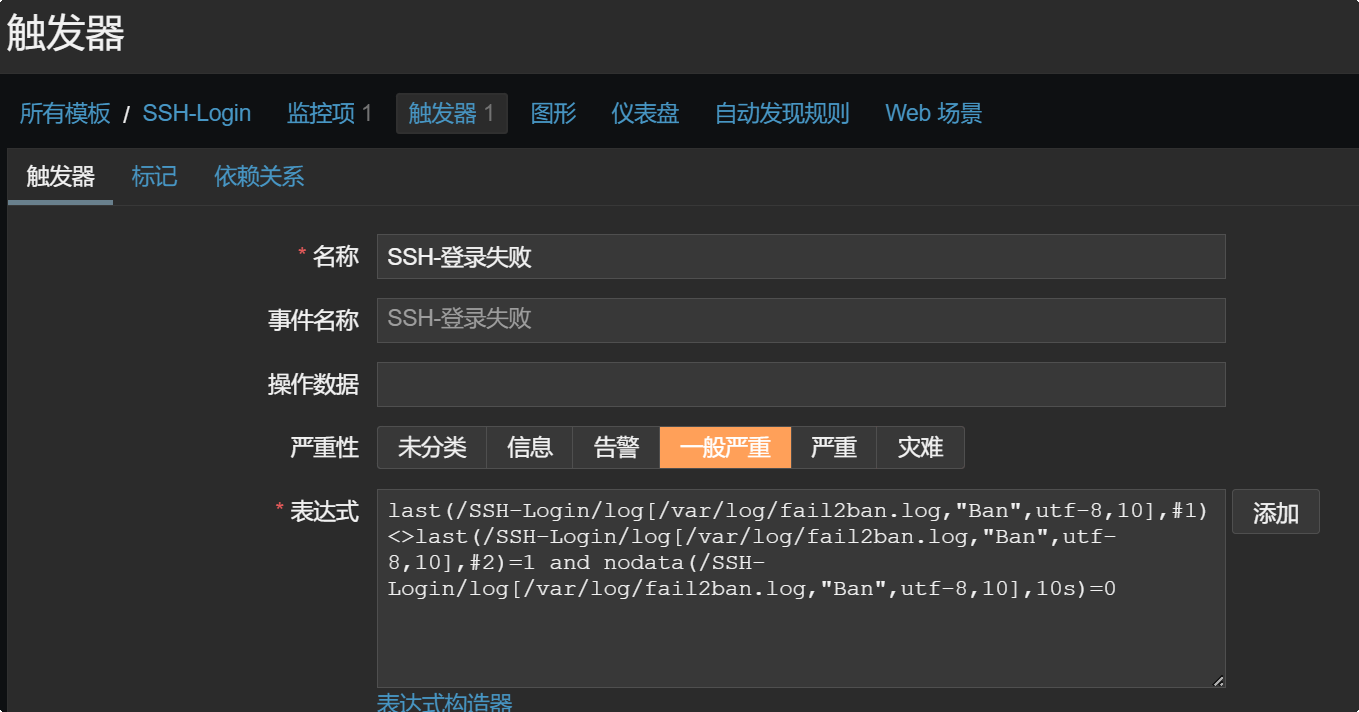 触发器
所有模板 / SSH-Login 监控项 1 触发器 1 图形 仪表盘 自动发现规则 Web 场景
触发器 标记 依赖关系
* 名称 SSH-登录失败
事件名称 SSH-登录失败
操作数据
严重性 未分类 信息 告警 一般严重 严重 灾难
* 表达式 last(/SSH-Login/log[/var/log/fail2ban.log,"Ban",utf-8,10],#1) 添加
<>last(/SSH-Login/log[/var/log/fail2ban.log,"Ban",utf-
8,10],#2)=1 and nodata(/SSH-
Login/log[/var/log/fail2ban.log,"Ban",utf-8,10],10s)=0
表达式构造器